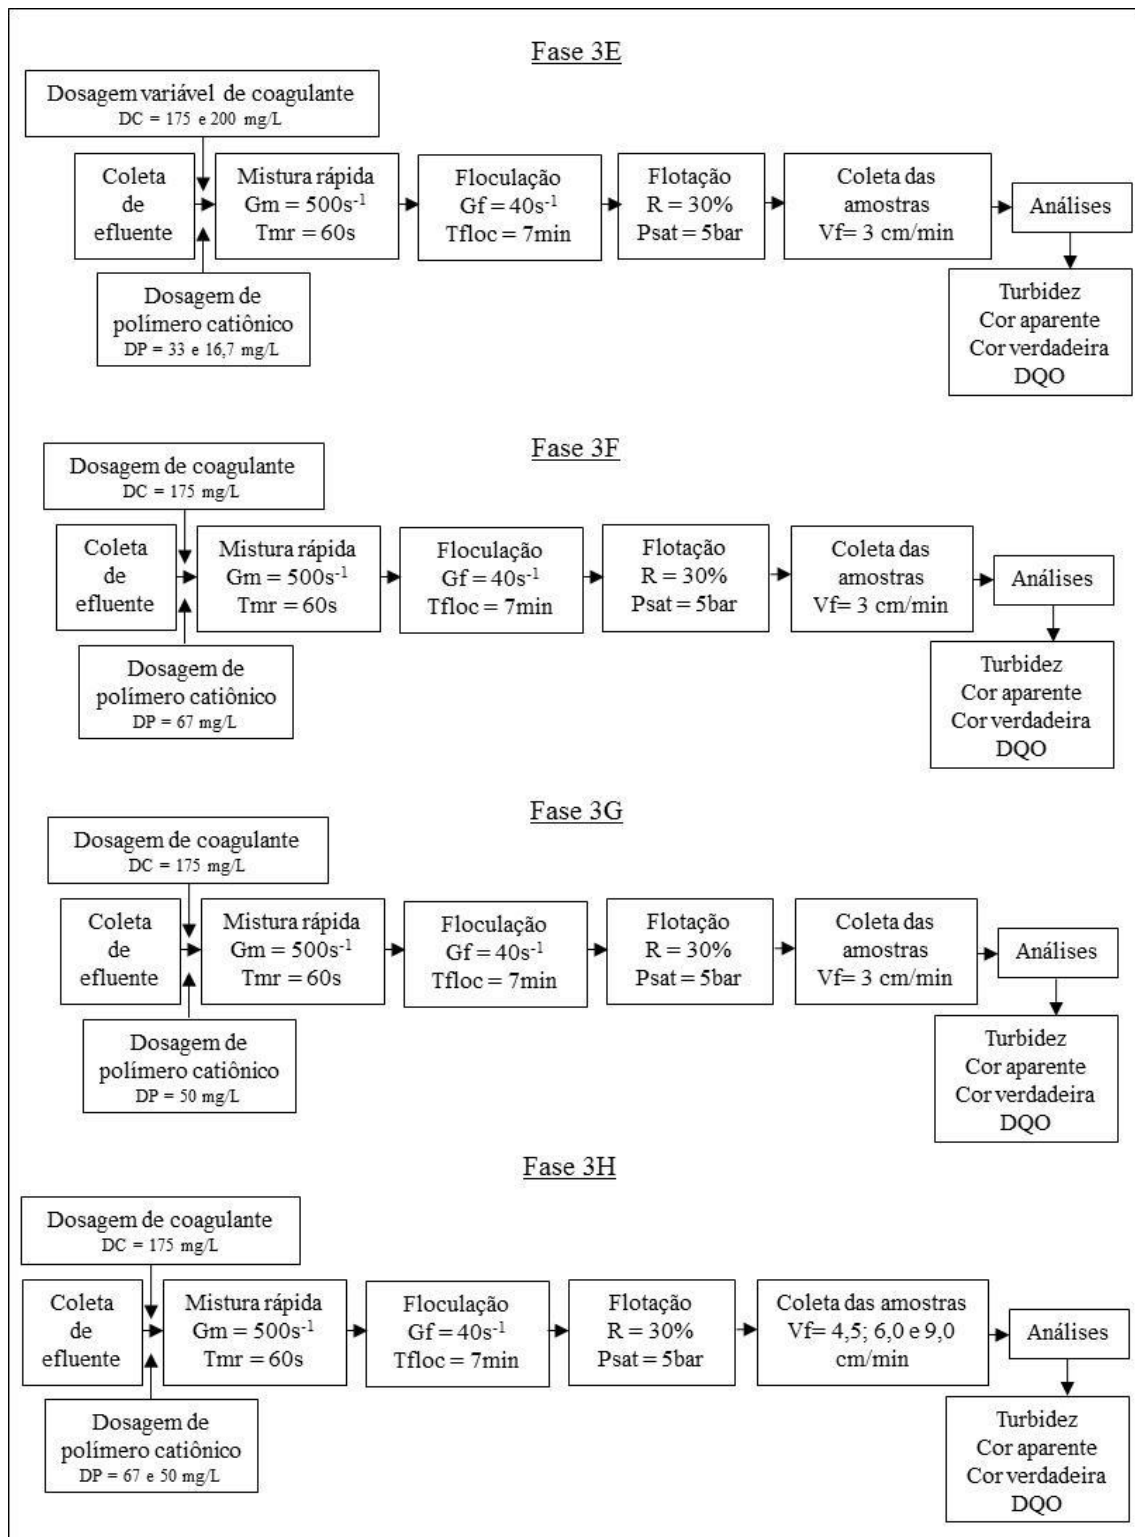 Fase 3E
Dosagem variável de coagulante
DC = 175 e 200 mg/L
Coleta
de
efluente
Mistura rápida
Gm = 500s⁻¹
Tmr = 60s
Floculação
Gf = 40s⁻¹
Tfloc = 7min
Flotação
R = 30%
Psat = 5bar
Coleta das
amostras
Vf= 3 cm/min
Análises
Dosagem de
polímero catiônico
DP = 33 e 16,7 mg/L
Turbidez
Cor aparente
Cor verdadeira
DQO
Fase 3F
Dosagem de coagulante
DC = 175 mg/L
Coleta
de
efluente
Mistura rápida
Gm = 500s⁻¹
Tmr = 60s
Floculação
Gf = 40s⁻¹
Tfloc = 7min
Flotação
R = 30%
Psat = 5bar
Coleta das
amostras
Vf= 3 cm/min
Análises
Dosagem de
polímero catiônico
DP = 67 mg/L
Turbidez
Cor aparente
Cor verdadeira
DQO
Fase 3G
Dosagem de coagulante
DC = 175 mg/L
Coleta
de
efluente
Mistura rápida
Gm = 500s⁻¹
Tmr = 60s
Floculação
Gf = 40s⁻¹
Tfloc = 7min
Flotação
R = 30%
Psat = 5bar
Coleta das
amostras
Vf= 3 cm/min
Análises
Dosagem de
polímero catiônico
DP = 50 mg/L
Turbidez
Cor aparente
Cor verdadeira
DQO
Fase 3H
Dosagem de coagulante
DC = 175 mg/L
Coleta
de
efluente
Mistura rápida
Gm = 500s⁻¹
Tmr = 60s
Floculação
Gf = 40s⁻¹
Tfloc = 7min
Flotação
R = 30%
Psat = 5bar
Coleta das amostras
Vf= 4,5; 6,0 e 9,0
cm/min
Análises
Dosagem de
polímero catiônico
DP = 67 e 50 mg/L
Turbidez
Cor aparente
Cor verdadeira
DQO